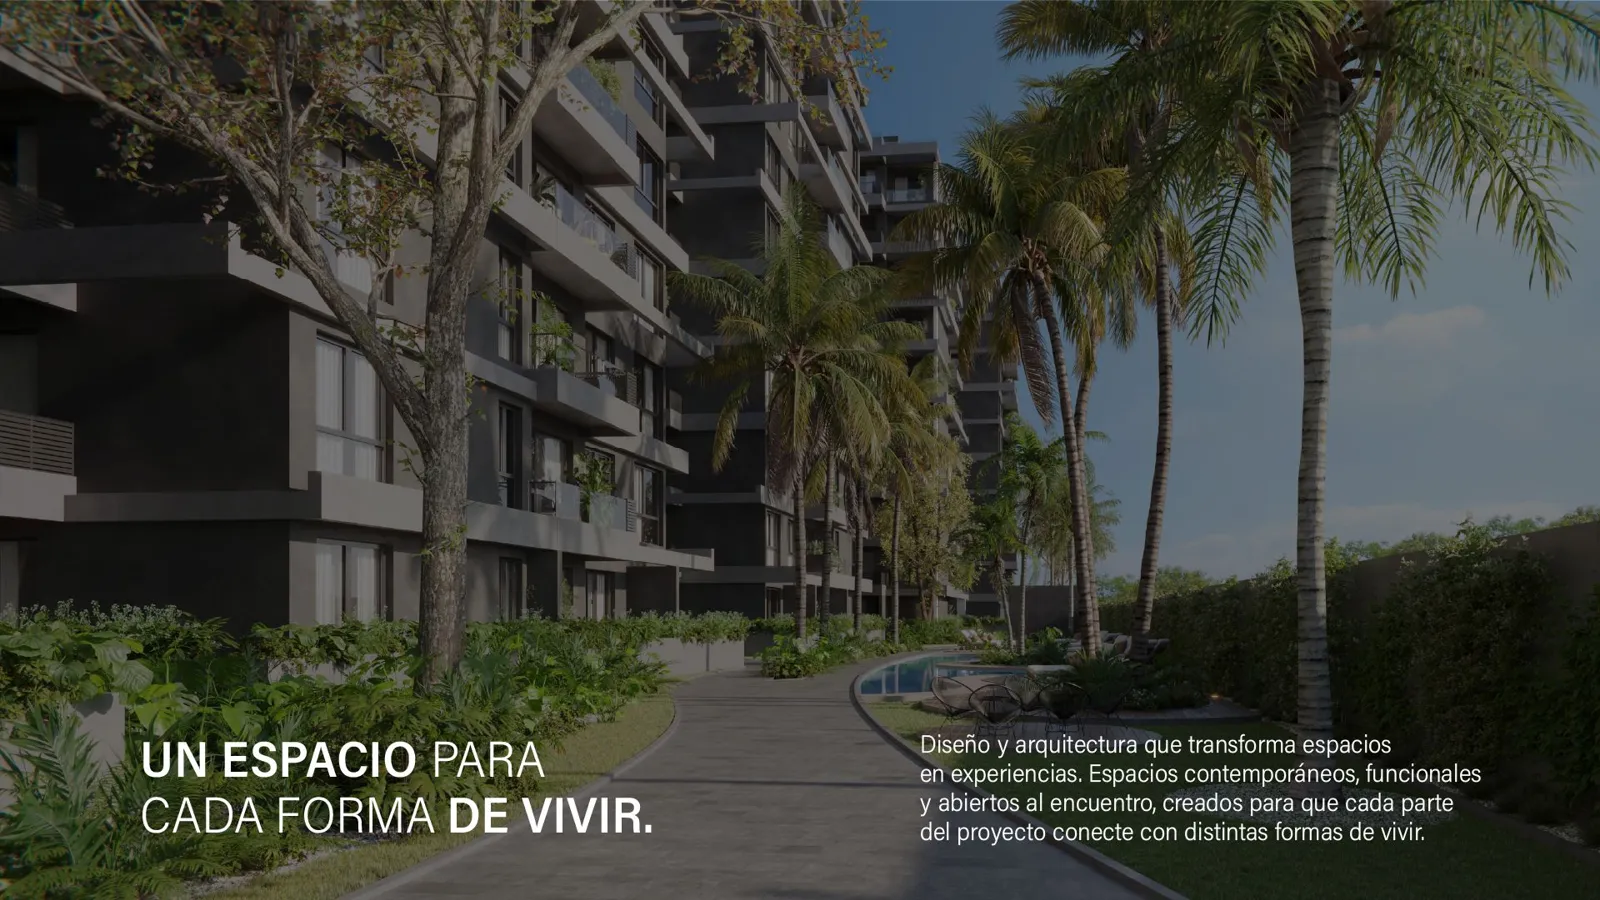 UN ESPACIO PARA
CADA FORMA DE VIVIR.
Diseño y arquitectura que transforma espacios
en experiencias. Espacios contemporáneos, funcionales
y abiertos al encuentro, creados para que cada parte
del proyecto conecte con distintas formas de vivir.